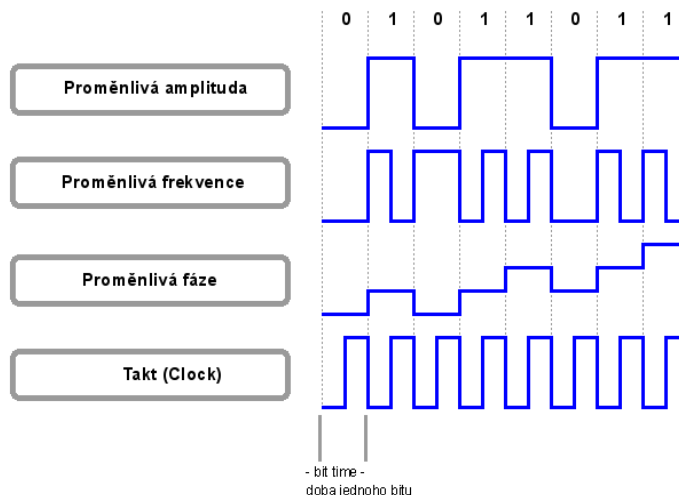 0 1 0 1 1 0 1 1
Proměnlivá amplituda
Proměnlivá frekvence
Proměnlivá fáze
Takt (Clock)
- bit time -
doba jednoho bitu